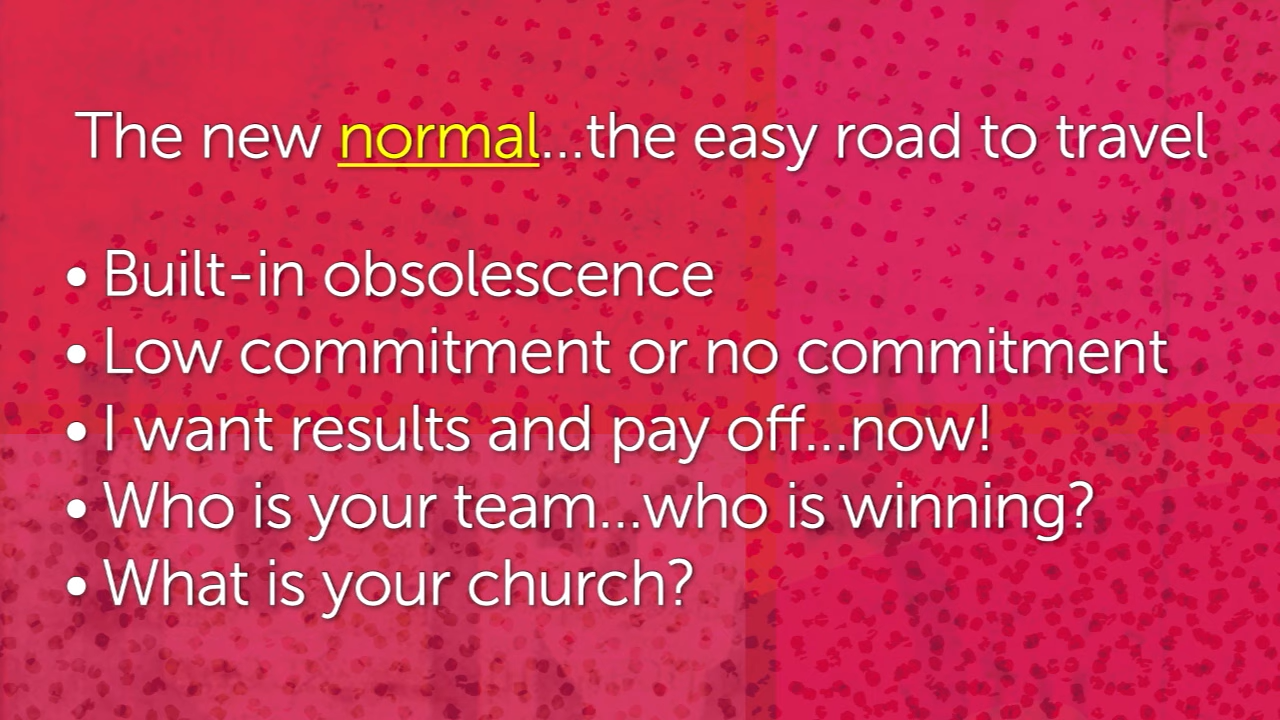 The new normal...the easy road to travel
• Built-in obsolescence
• Low commitment or no commitment
• I want results and pay off...now!
• Who is your team...who is winning?
• What is your church?